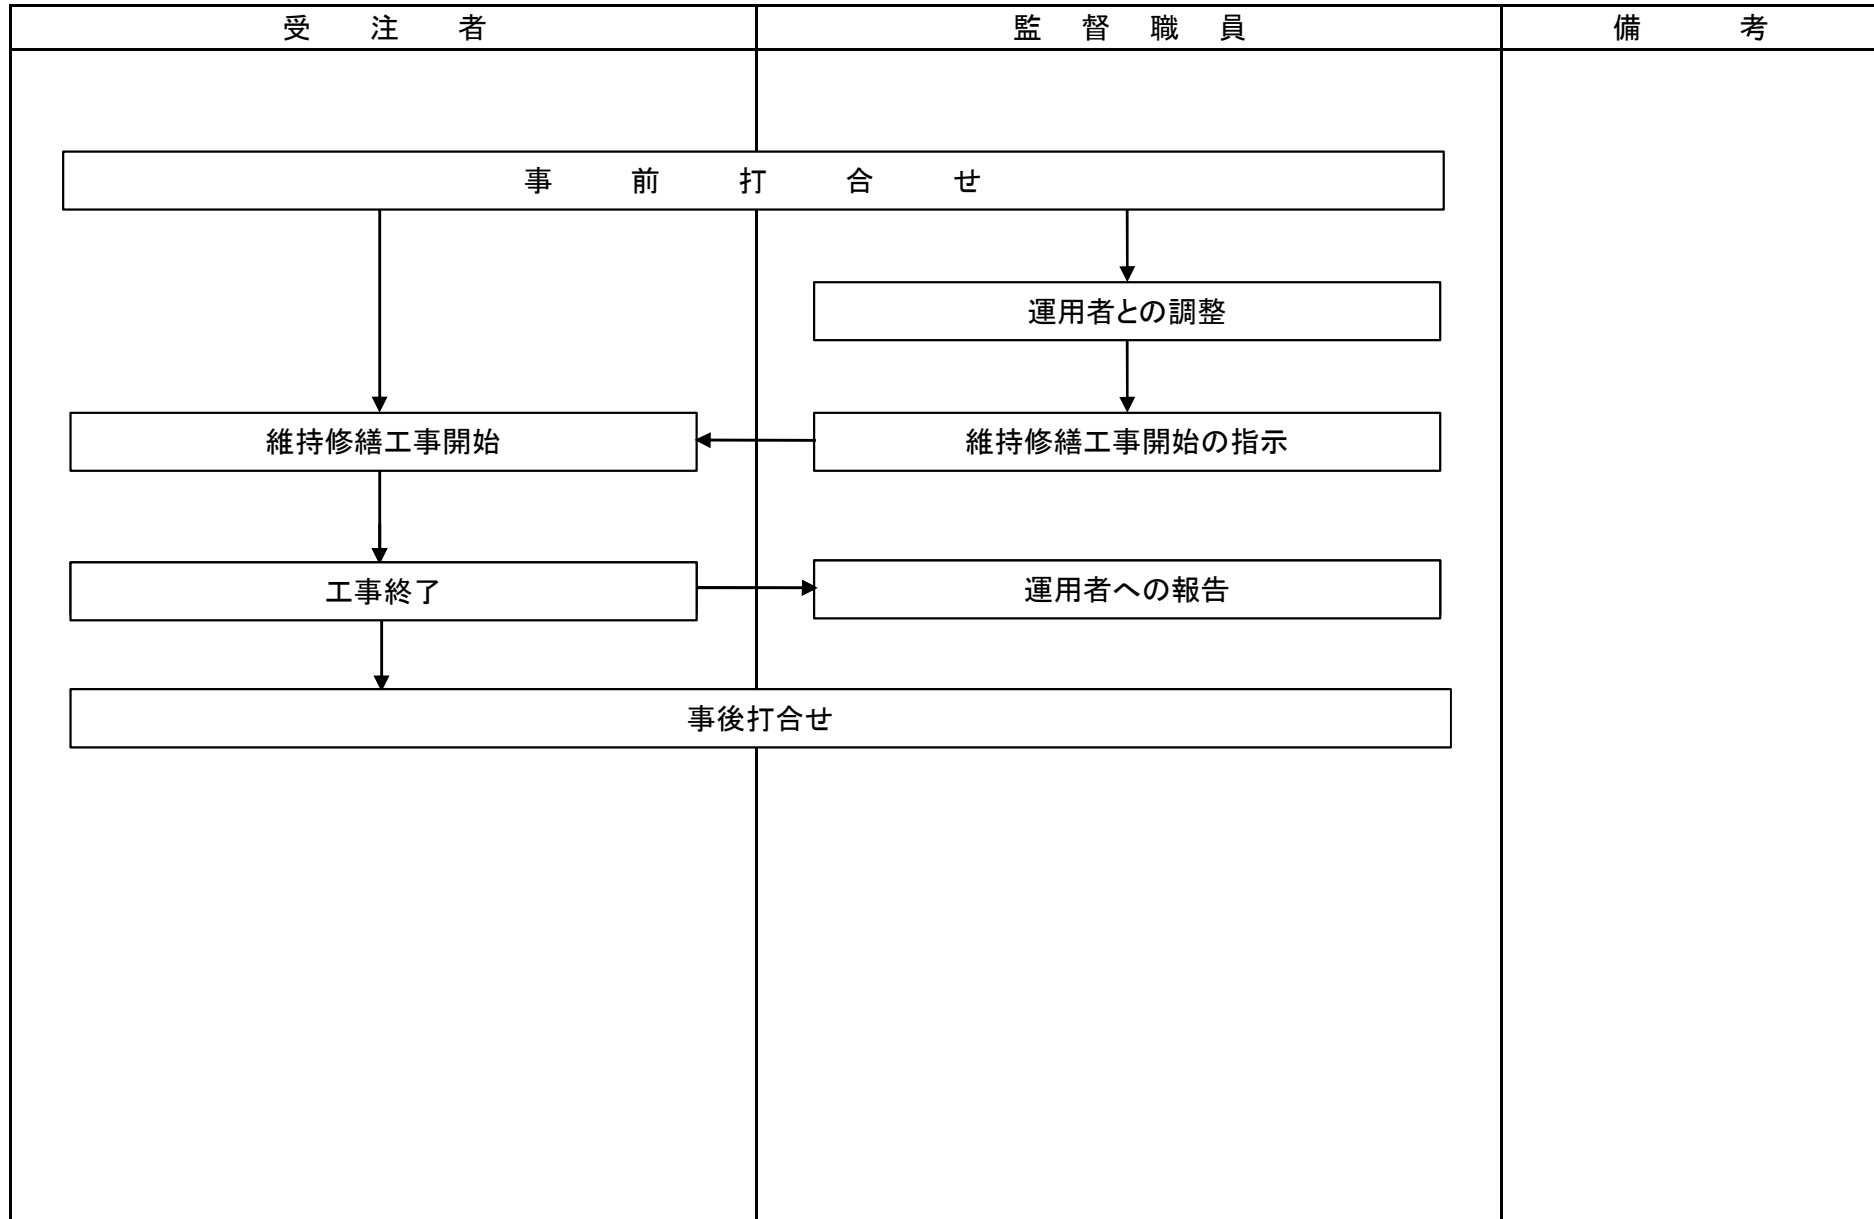 受注者
監督職員
備考
事前打合せ
運用者との調整
維持修繕工事開始
維持修繕工事開始の指示
工事終了
運用者への報告
事後打合せ